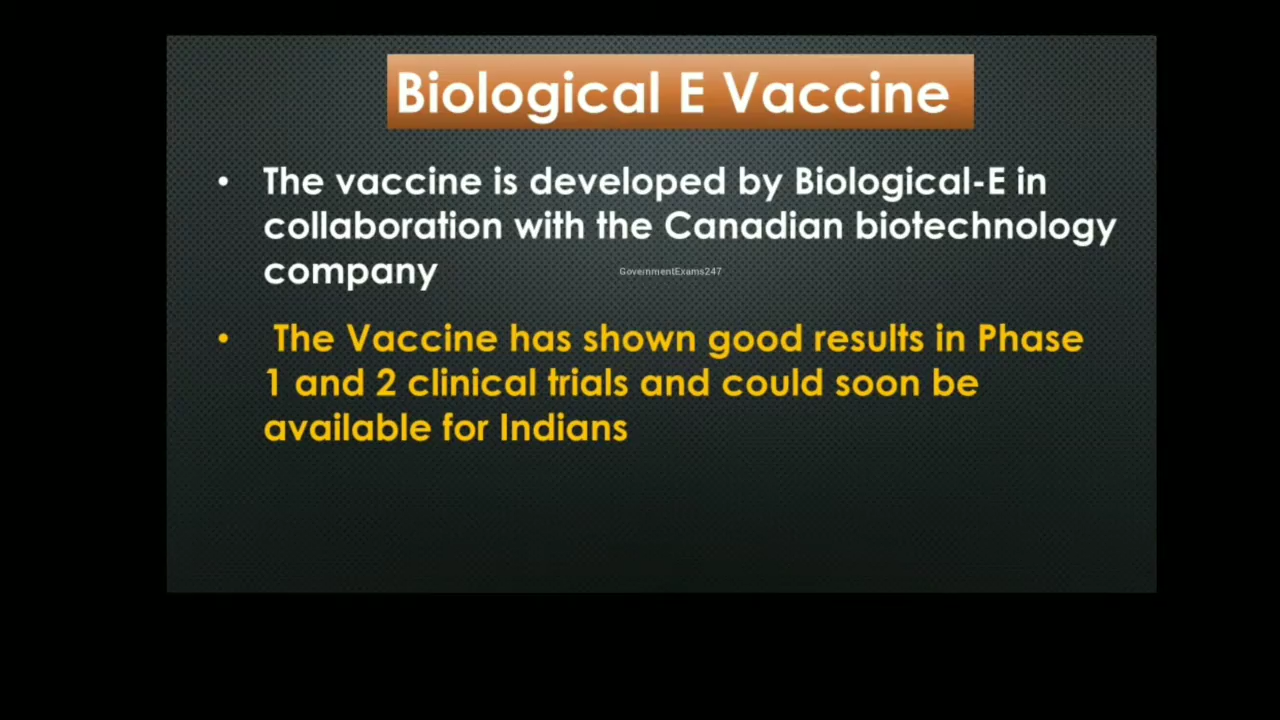 Biological E Vaccine
• The vaccine is developed by Biological-E in
collaboration with the Canadian biotechnology
company
GovernmentExams247
• The Vaccine has shown good results in Phase
1 and 2 clinical trials and could soon be
available for Indians